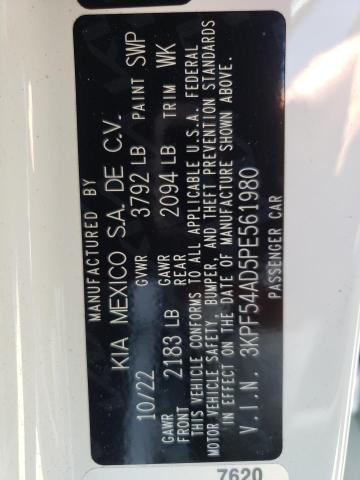 MANUFACTURED BY
KIA MEXICO S.A. DE C.V.
10/22 GVWR 3792 LB PAINT SWP
GAWR FRONT 2183 LB GAWR REAR 2094 LB TRIM WK
THIS VEHICLE CONFORMS TO ALL APPLICABLE U.S.A. FEDERAL
MOTOR VEHICLE SAFETY, BUMPER, AND THEFT PREVENTION STANDARDS
IN EFFECT ON THE DATE OF MANUFACTURE SHOWN ABOVE.
V.I.N. 3KPF54AD5PE561980
PASSENGER CAR
7620